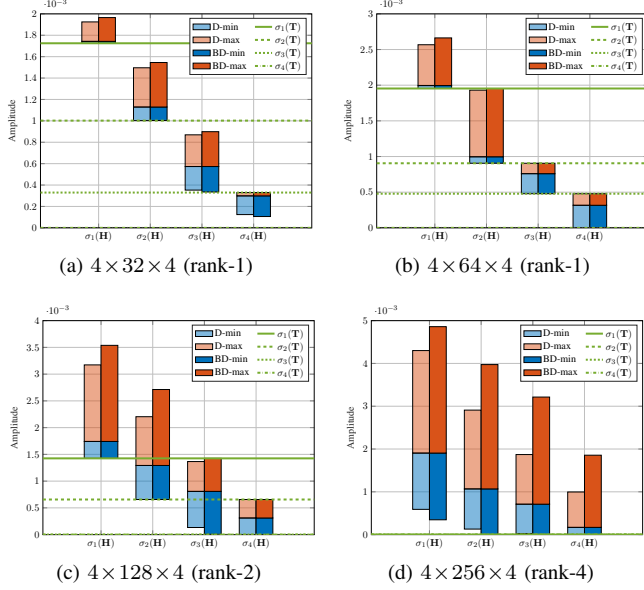 ·10⁻³
2
1.8
1.6
1.4
1.2
1
0.8
0.6
0.4
0.2
0
Amplitude
D-min
D-max
BD-min
BD-max
σ₁(T)
σ₂(T)
σ₃(T)
σ₄(T)
σ₁(H) σ₂(H) σ₃(H) σ₄(H)
(a) 4×32×4 (rank-1)
·10⁻³
3
2.5
2
1.5
1
0.5
0
Amplitude
D-min
D-max
BD-min
BD-max
σ₁(T)
σ₂(T)
σ₃(T)
σ₄(T)
σ₁(H) σ₂(H) σ₃(H) σ₄(H)
(b) 4×64×4 (rank-1)
·10⁻³
4
3.5
3
2.5
2
1.5
1
0.5
0
Amplitude
D-min
D-max
BD-min
BD-max
σ₁(T)
σ₂(T)
σ₃(T)
σ₄(T)
σ₁(H) σ₂(H) σ₃(H) σ₄(H)
(c) 4×128×4 (rank-2)
·10⁻³
5
4
3
2
1
0
Amplitude
D-min
D-max
BD-min
BD-max
σ₁(T)
σ₂(T)
σ₃(T)
σ₄(T)
σ₁(H) σ₂(H) σ₃(H) σ₄(H)
(d) 4×256×4 (rank-4)